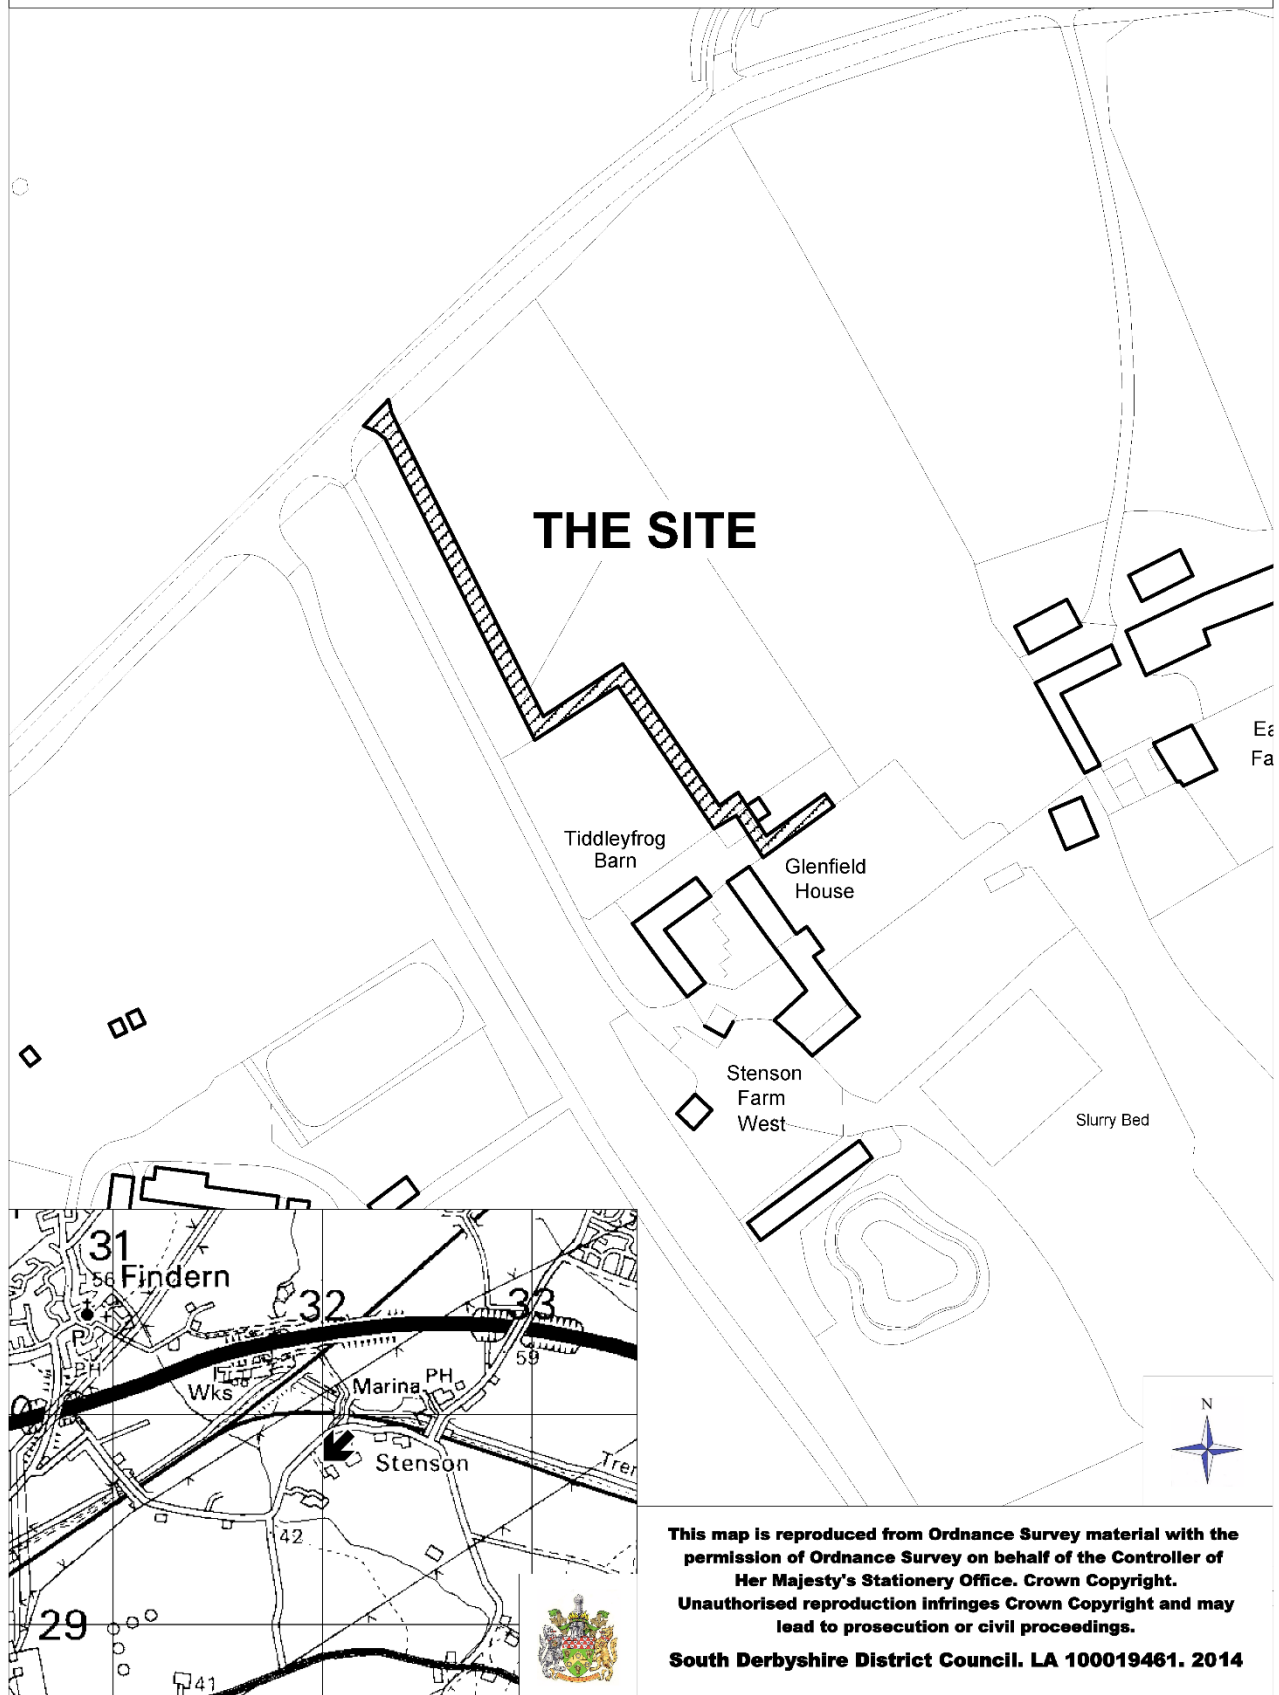 THE SITE
Tiddleyfrog
Barn
Glenfield
House
Stenson
Farm
West
Slurry Bed
31
56 Findern
32
33
P
PH
59
Wks
Marina
PH
Stenson
42
29
41
N
This map is reproduced from Ordnance Survey material with the
permission of Ordnance Survey on behalf of the Controller of
Her Majesty's Stationery Office. Crown Copyright.
Unauthorised reproduction infringes Crown Copyright and may
lead to prosecution or civil proceedings.
South Derbyshire District Council. LA 100019461. 2014